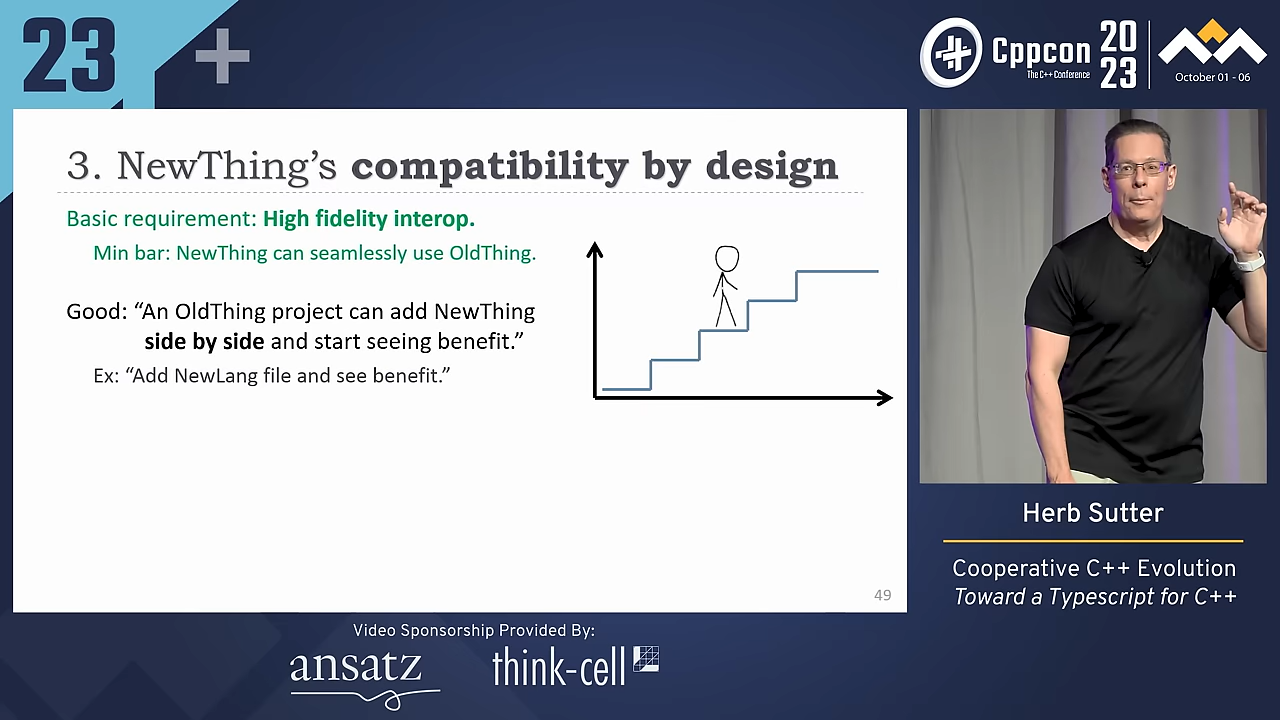 23
Cppcon
The C++ Conference
20
23
October 01 - 06
3. NewThing’s compatibility by design
Basic requirement: High fidelity interop.
Min bar: NewThing can seamlessly use OldThing.
Good: “An OldThing project can add NewThing
side by side and start seeing benefit.”
Ex: “Add NewLang file and see benefit.”
49
Herb Sutter
Cooperative C++ Evolution
Toward a Typescript for C++
Video Sponsorship Provided By:
ansatz
think-cell